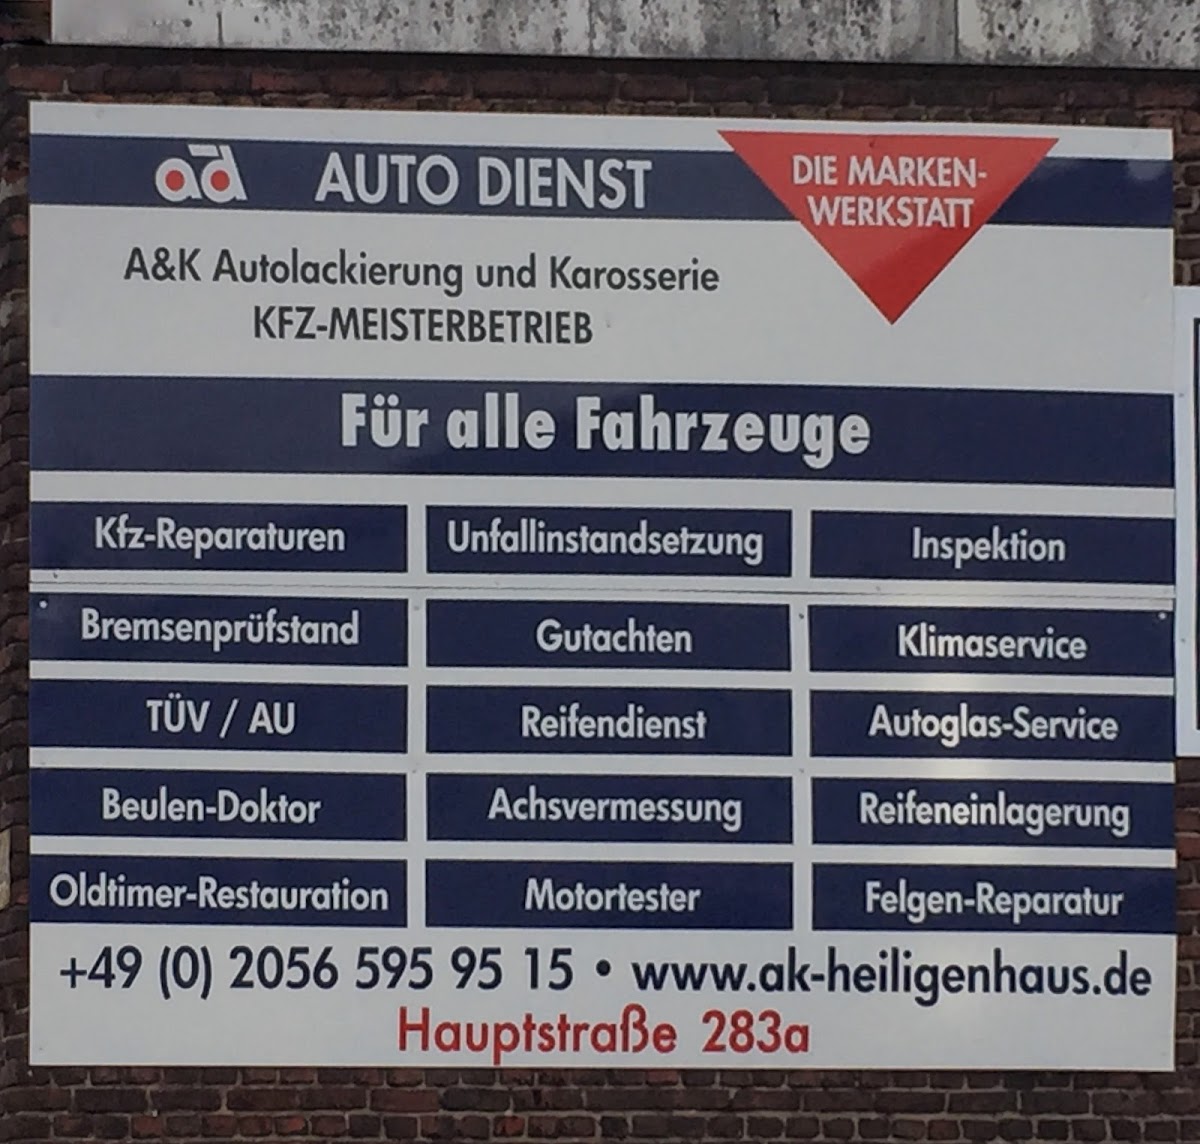 ad AUTO DIENST
DIE MARKEN-
WERKSTATT
A&K Autolackierung und Karosserie
KFZ-MEISTERBETRIEB
Für alle Fahrzeuge
Kfz-Reparaturen Unfallinstandsetzung Inspektion
Bremsenprüfstand Gutachten Klimaservice
TÜV / AU Reifendienst Autoglas-Service
Beulen-Doktor Achsvermessung Reifeneinlagerung
Oldtimer-Restauration Motortester Felgen-Reparatur
+49 (0) 2056 595 95 15 • www.ak-heiligenhaus.de
Hauptstraße 283a